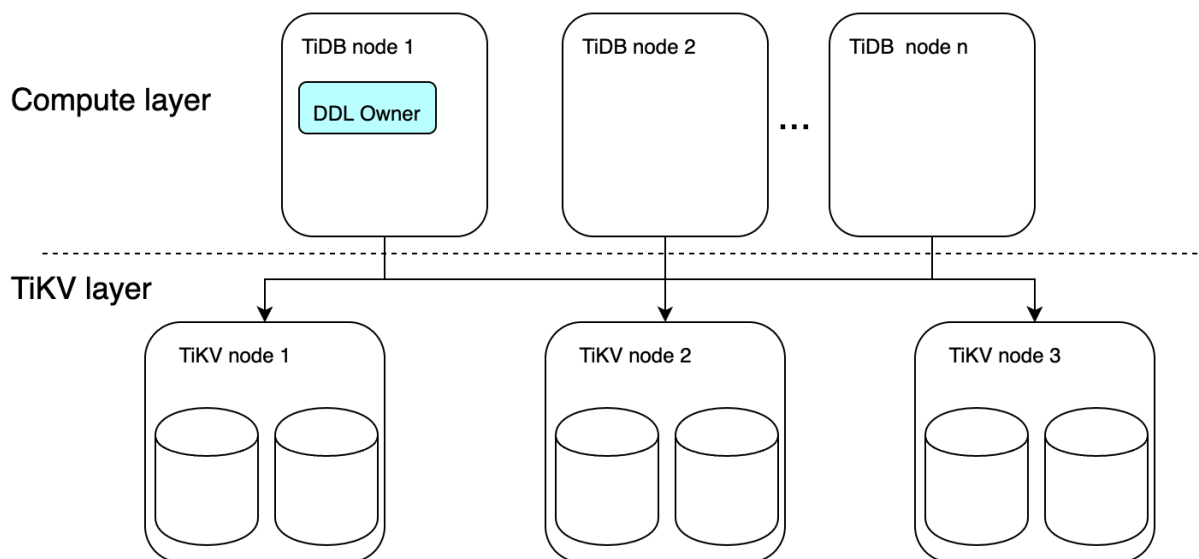 TiDB node 1
TiDB node 2
TiDB node n
DDL Owner
Compute layer
...
TiKV layer
TiKV node 1
TiKV node 2
TiKV node 3